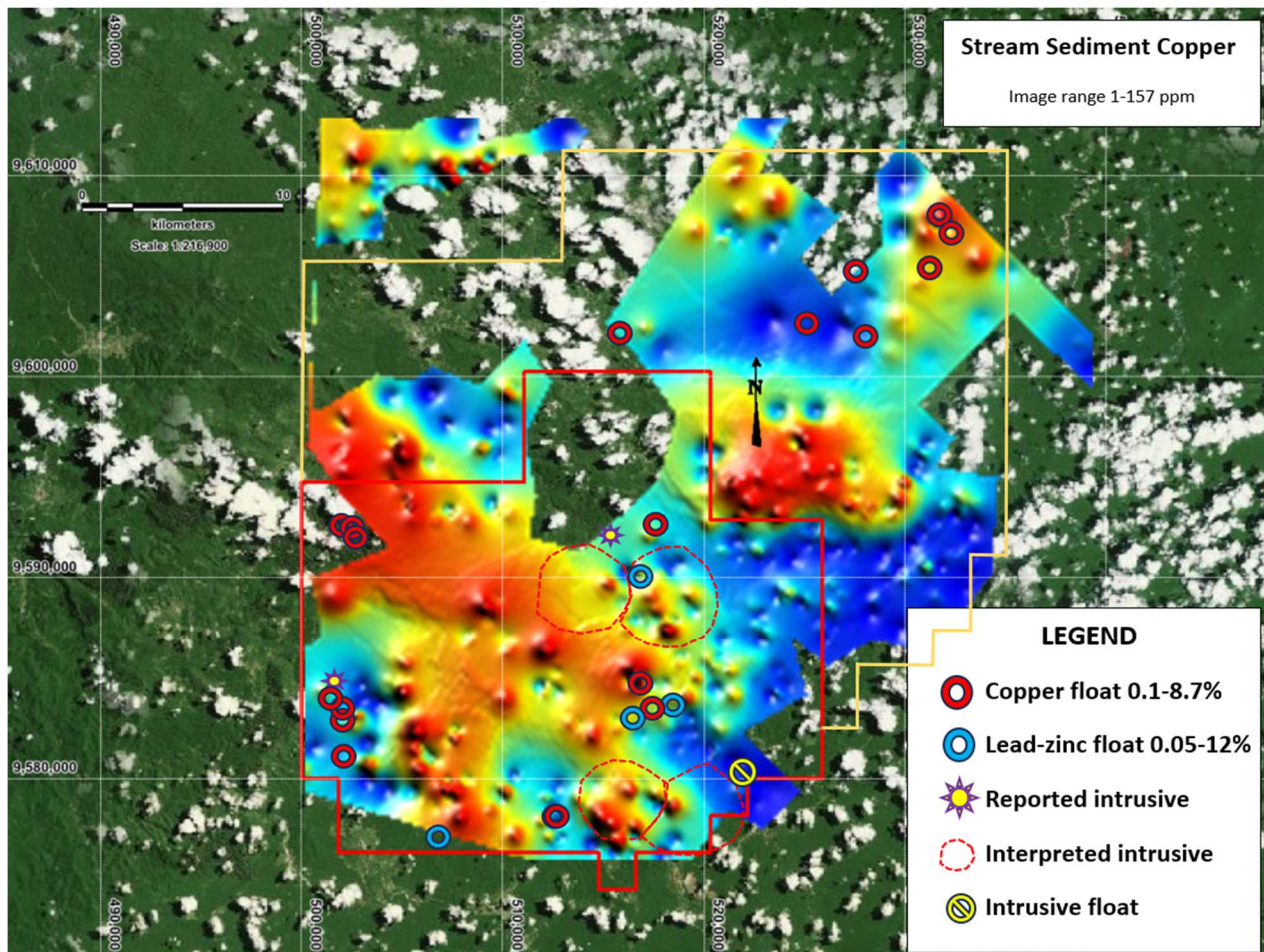 490,000
500,000
510,000
520,000
530,000
Stream Sediment Copper
Image range 1-157 ppm
9,610,000
0
10
kilometers
Scale: 1:216,900
9,600,000
N
9,590,000
9,580,000
LEGEND
Copper float 0.1-8.7%
Lead-zinc float 0.05-12%
Reported intrusive
Interpreted intrusive
Intrusive float
490,000
500,000
510,000
520,000